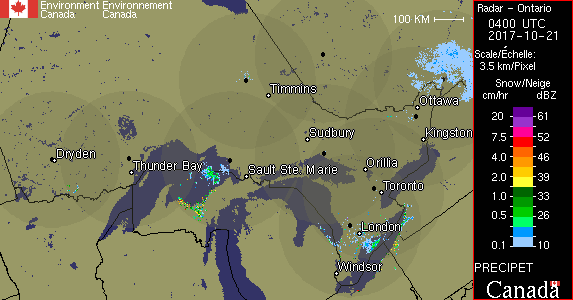 Environment Environnement
Canada Canada
100 KM
Timmins
Ottawa
Sudbury
Kingston
Dryden
Thunder Bay
Sault Ste. Marie
Orillia
Toronto
London
Windsor
Radar - Ontario
0400 UTC
2017-10-21
Scale/Échelle:
3.5 km/Pixel
Snow/Neige
cm/hr dBZ
20 61
7.5 52
4.0 46
2.0 39
1.0 33
0.5 26
0.1 10
PRECIPET
Canada